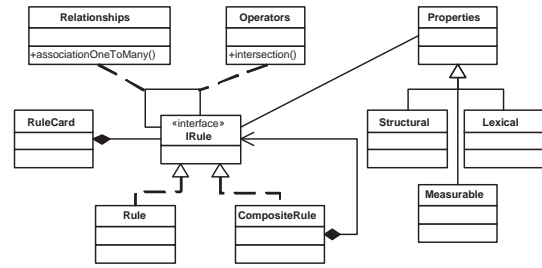 Relationships
Operators
Properties
+associationOneToMany()
+intersection()
«interface»
IRule
RuleCard
Structural
Lexical
Measurable
Rule
CompositeRule